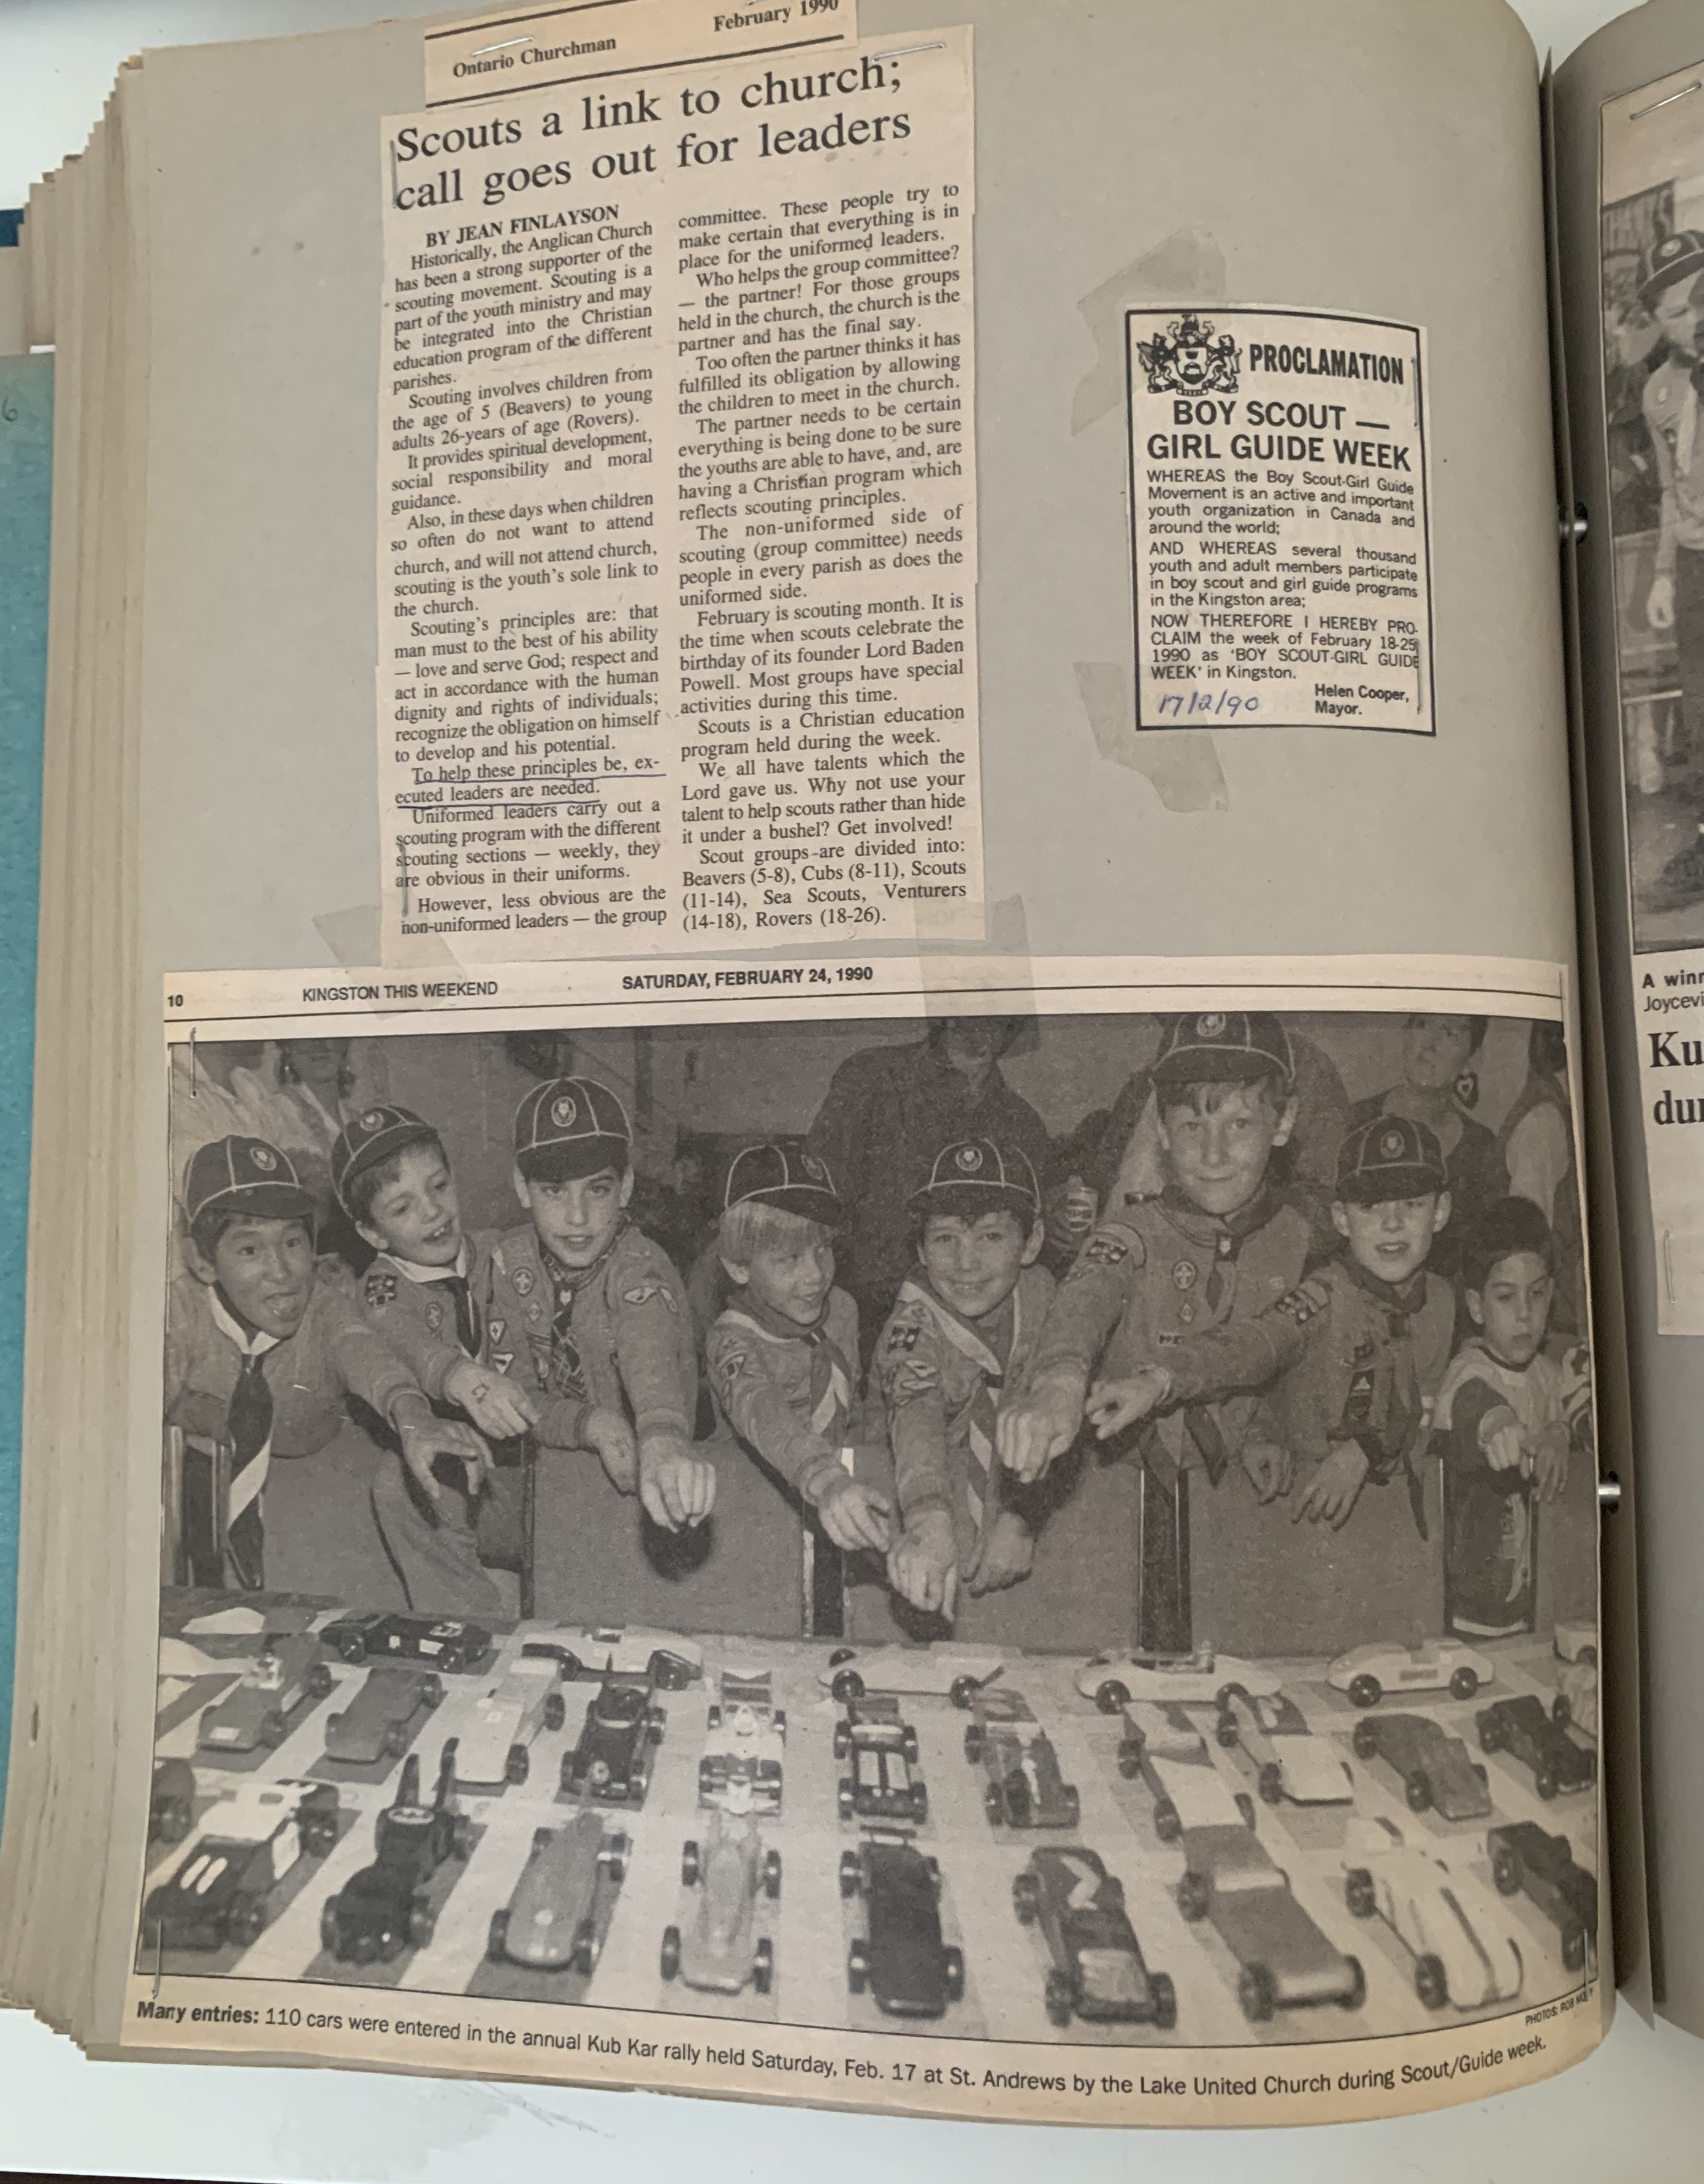 Ontario Churchman
February 1990
Scouts a link to church;
call goes out for leaders
BY JEAN FINLAYSON
Historically, the Anglican Church
has been a strong supporter of the
scouting movement. Scouting is a
part of the youth ministry and may
be integrated into the Christian
education program of the different
parishes.
Scouting involves children from
the age of 5 (Beavers) to young
adults 26-years of age (Rovers).
It provides spiritual development,
social responsibility and moral
guidance.
Also, in these days when children
so often do not want to attend
church, and will not attend church,
scouting is the youth's sole link to
the church.
Scouting's principles are: that
man must to the best of his ability
— love and serve God; respect and
act in accordance with the human
dignity and rights of individuals;
recognize the obligation on himself
to develop and his potential.
To help these principles be, ex-
ecuted leaders are needed.
Uniformed leaders carry out a
scouting program with the different
scouting sections — weekly, they
are obvious in their uniforms.
However, less obvious are the
non-uniformed leaders — the group
committee. These people try to
make certain that everything is in
place for the uniformed leaders.
Who helps the group committee?
— the partner! For those groups
held in the church, the church is the
partner and has the final say.
Too often the partner thinks it has
fulfilled its obligation by allowing
the children to meet in the church.
The partner needs to be certain
everything is being done to be sure
the youths are able to have, and, are
having a Christian program which
reflects scouting principles.
The non-uniformed side of
scouting (group committee) needs
people in every parish as does the
uniformed side.
February is scouting month. It is
the time when scouts celebrate the
birthday of its founder Lord Baden
Powell. Most groups have special
activities during this time.
Scouts is a Christian education
program held during the week.
We all have talents which the
Lord gave us. Why not use your
talent to help scouts rather than hide
it under a bushel? Get involved!
Scout groups are divided into:
Beavers (5-8), Cubs (8-11), Scouts
(11-14), Sea Scouts, Venturers
(14-18), Rovers (18-26).
PROCLAMATION
BOY SCOUT —
GIRL GUIDE WEEK
WHEREAS the Boy Scout-Girl Guide
Movement is an active and important
youth organization in Canada and
around the world;
AND WHEREAS several thousand
youth and adult members participate
in boy scout and girl guide programs
in the Kingston area;
NOW THEREFORE I HEREBY PRO-
CLAIM the week of February 18-25
1990 as 'BOY SCOUT-GIRL GUIDE
WEEK' in Kingston.
Helen Cooper,
Mayor.
17/2/90
10
KINGSTON THIS WEEKEND
SATURDAY, FEBRUARY 24, 1990
PHOTOS: ROB
Many entries: 110 cars were entered in the annual Kub Kar rally held Saturday, Feb. 17 at St. Andrews by the Lake United Church during Scout/Guide week.
A winn
Joycevi
Ku
dur
6